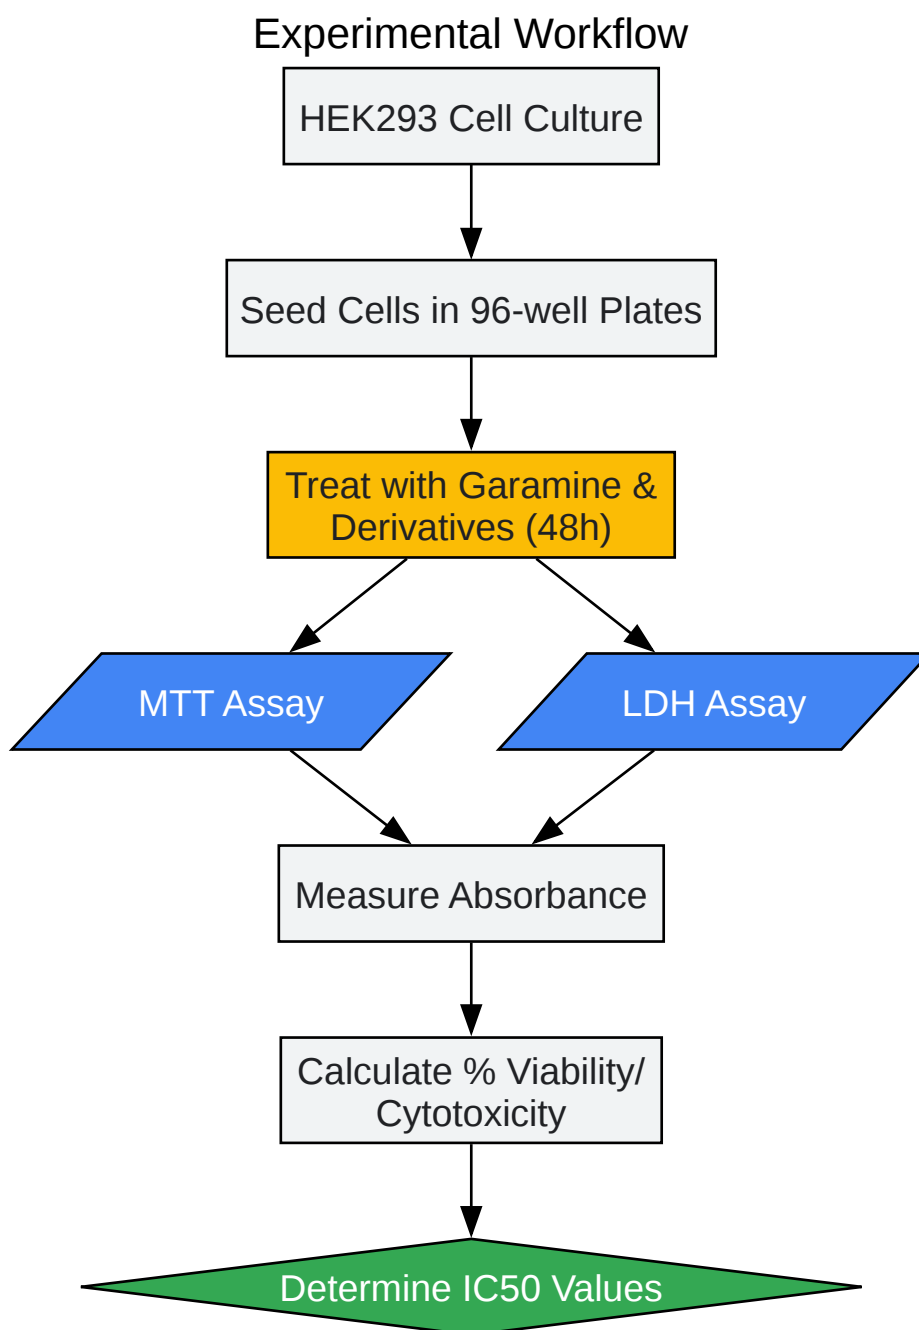 Experimental Workflow
HEK293 Cell Culture
Seed Cells in 96-well Plates
Treat with Garamine &
Derivatives (48h)
MTT Assay
LDH Assay
Measure Absorbance
Calculate % Viability/
Cytotoxicity
Determine IC50 Values